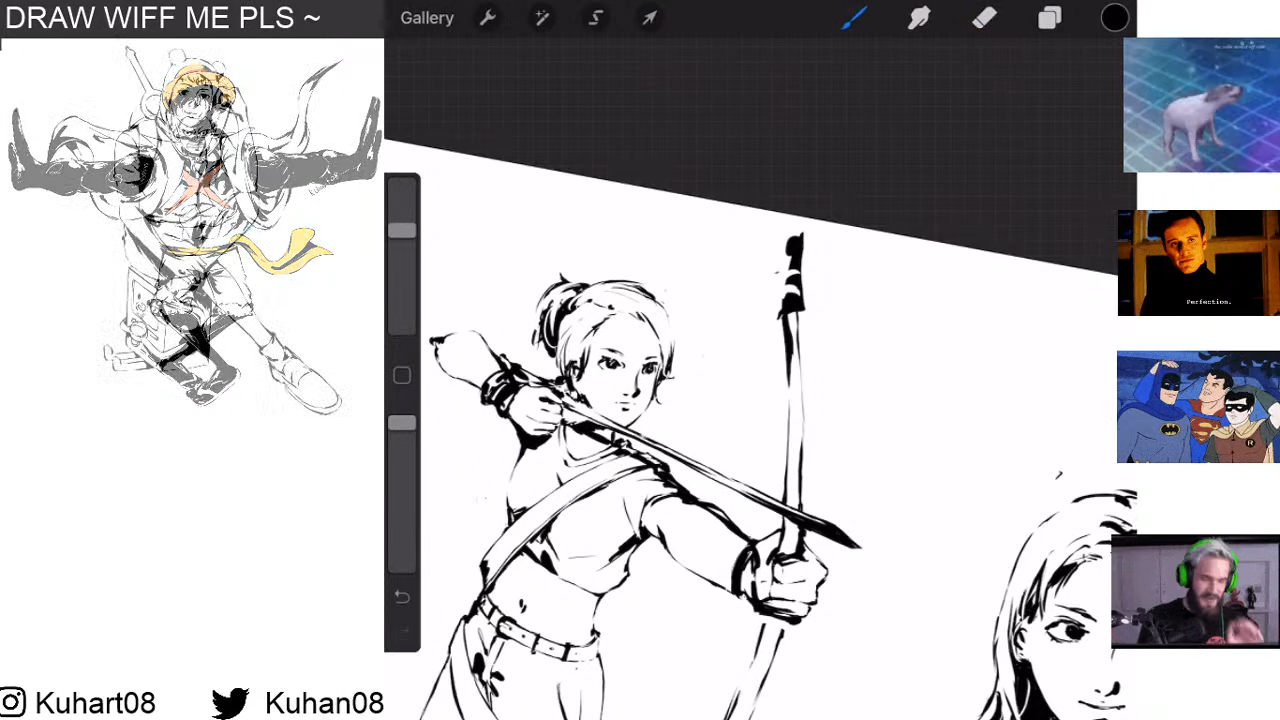 DRAW WIFF ME PLS ~
Gallery
Perfection.
R
Kuhart08
Kuhan08